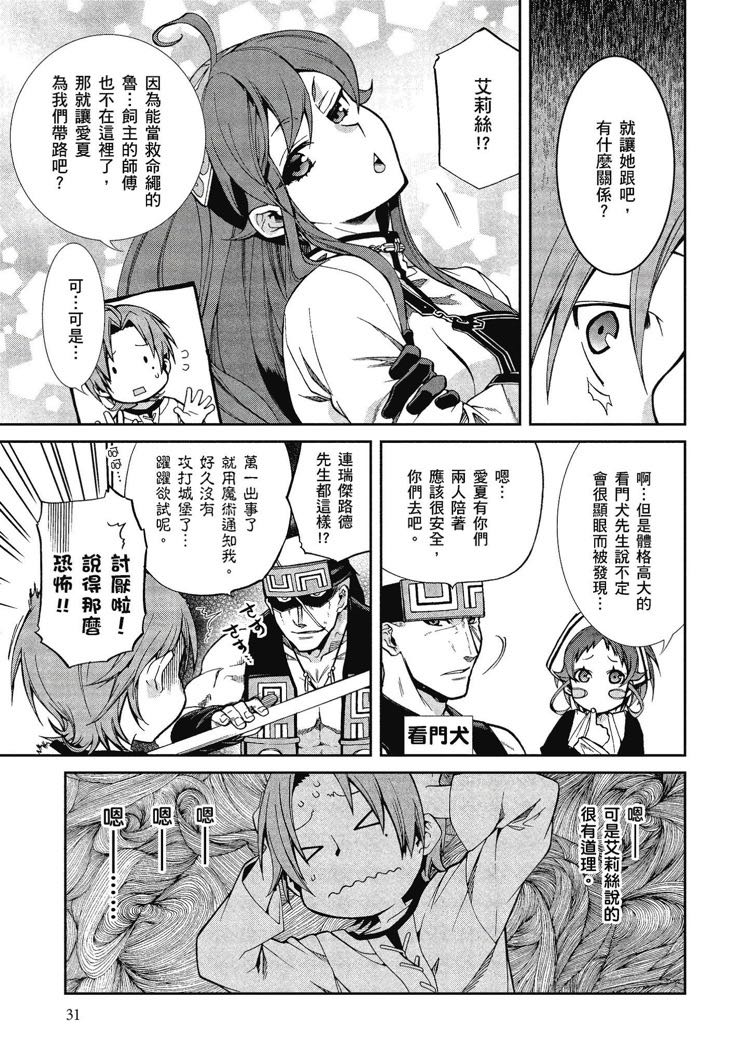 就讓她跟吧，
有什麼關係？
艾莉絲!?
因為能當救命繩的
魯…飼主的師傅
也不在這裡了，
那就讓愛夏
為我們帶路吧？
可…可是…
啊…但是體格高大的
看門犬先生說不定
會很顯眼而被發現…
嗯…
愛夏有你們
兩人陪著
應該很安全，
你們去吧。
看門犬
連瑞傑路德
先生都這樣!?
萬一出事了
就用魔術通知我。
好久沒有
攻打城堡了…
躍躍欲試呢。
さすさす…
討厭啦！
說得那麼
恐怖!!
嗯——
可是艾莉絲說的
很有道理。
嗯——
嗯——
嗯——
31